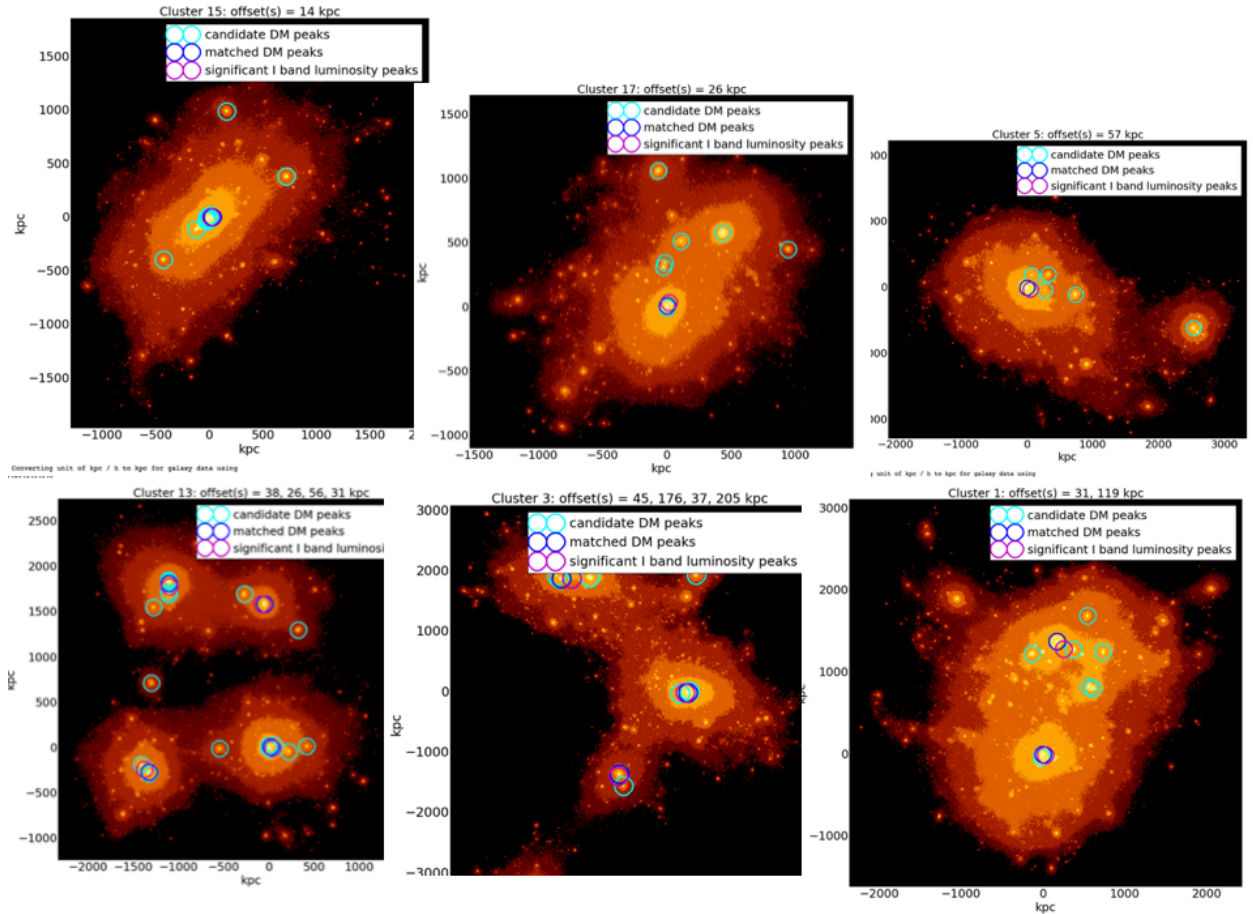 Cluster 15: offset(s) = 14 kpc
candidate DM peaks
matched DM peaks
significant I band luminosity peaks
1500
1000
500
0
−500
−1000
−1500
kpc
−1000 −500 0 500 1000 1500 2
kpc
Converting unit of kpc / h to kpc for galaxy data using
Cluster 17: offset(s) = 26 kpc
candidate DM peaks
matched DM peaks
significant I band luminosity peaks
1500
1000
500
0
−500
−1000
kpc
−1500 −1000 −500 0 500 1000
kpc
Cluster 5: offset(s) = 57 kpc
candidate DM peaks
matched DM peaks
significant I band luminosity peaks
000
000
0
000
000
−2000 −1000 0 1000 2000 3000
kpc
unit of kpc / h to kpc for galaxy data using
Cluster 13: offset(s) = 38, 26, 56, 31 kpc
candidate DM peaks
matched DM peaks
significant I band luminosi
2500
2000
1500
1000
500
0
−500
−1000
kpc
−2000 −1500 −1000 −500 0 500 1000
kpc
Cluster 3: offset(s) = 45, 176, 37, 205 kpc
candidate DM peaks
matched DM peaks
significant I band luminosity peaks
3000
2000
1000
0
−1000
−2000
−3000
kpc
Cluster 1: offset(s) = 31, 119 kpc
candidate DM peaks
matched DM peaks
significant I band luminosity peaks
3000
2000
1000
0
−1000
kpc
−2000 −1000 0 1000 2000
kpc